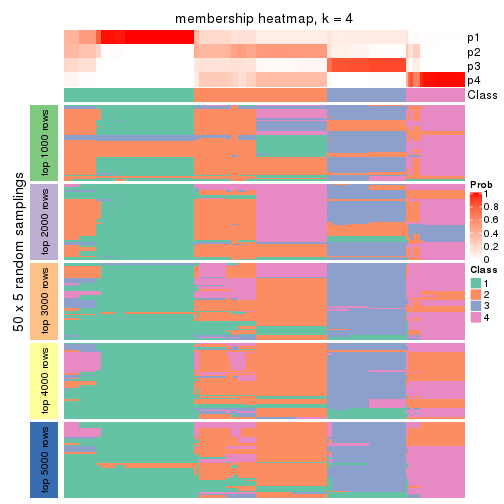 membership heatmap, k = 4
p1
p2
p3
p4
Class
50 x 5 random samplings
top 1000 rows
top 2000 rows
top 3000 rows
top 4000 rows
top 5000 rows
Prob
1
0.8
0.6
0.4
0.2
0
Class
1
2
3
4